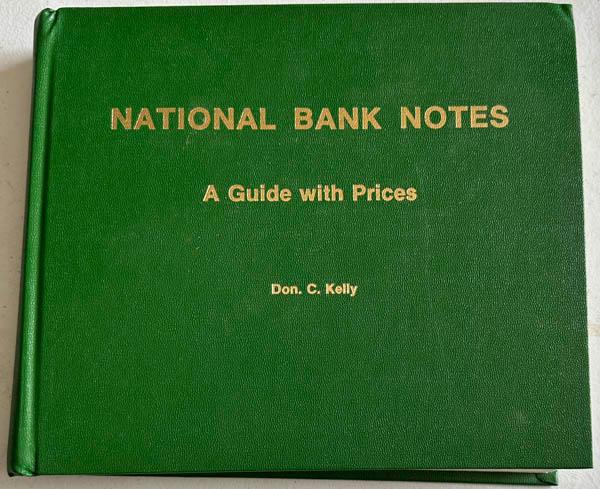 NATIONAL BANK NOTES
A Guide with Prices
Don. C. Kelly